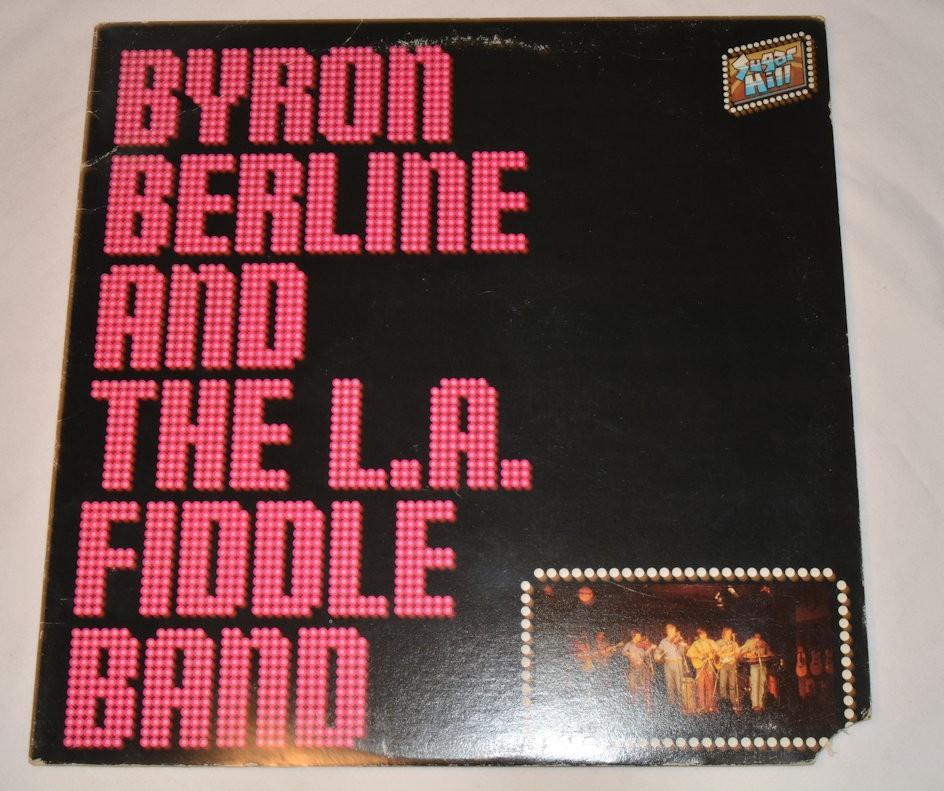 BYRON
BERLINE
AND
THE L.A.
FIDDLE
BAND
Sugar
Hill